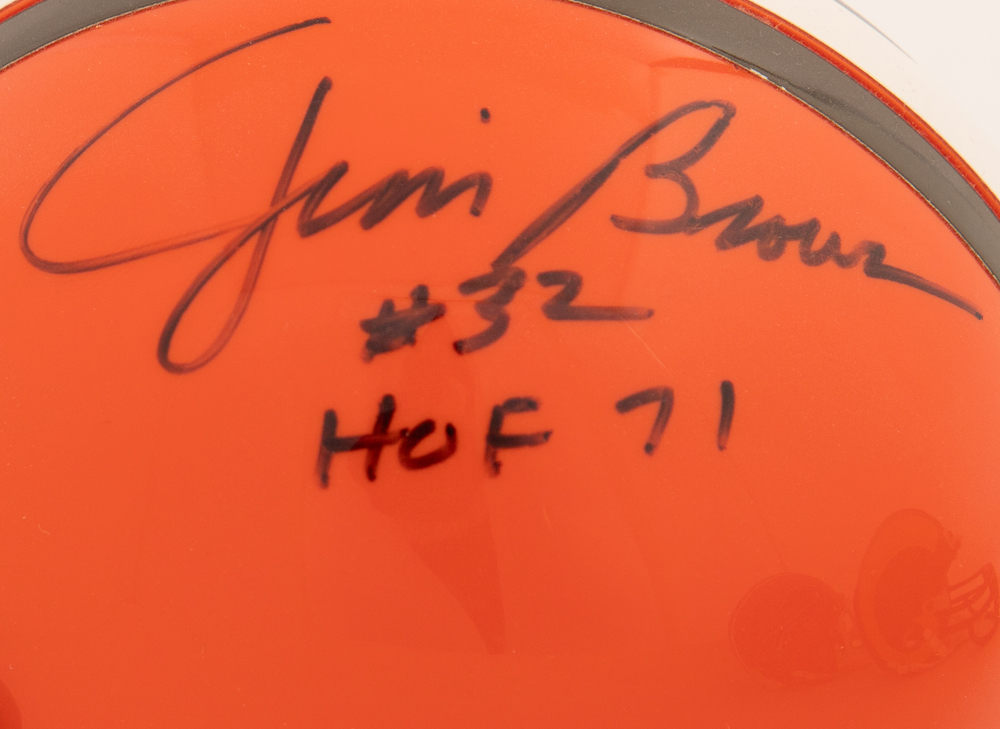 Jim Brown
#32
HOF 71